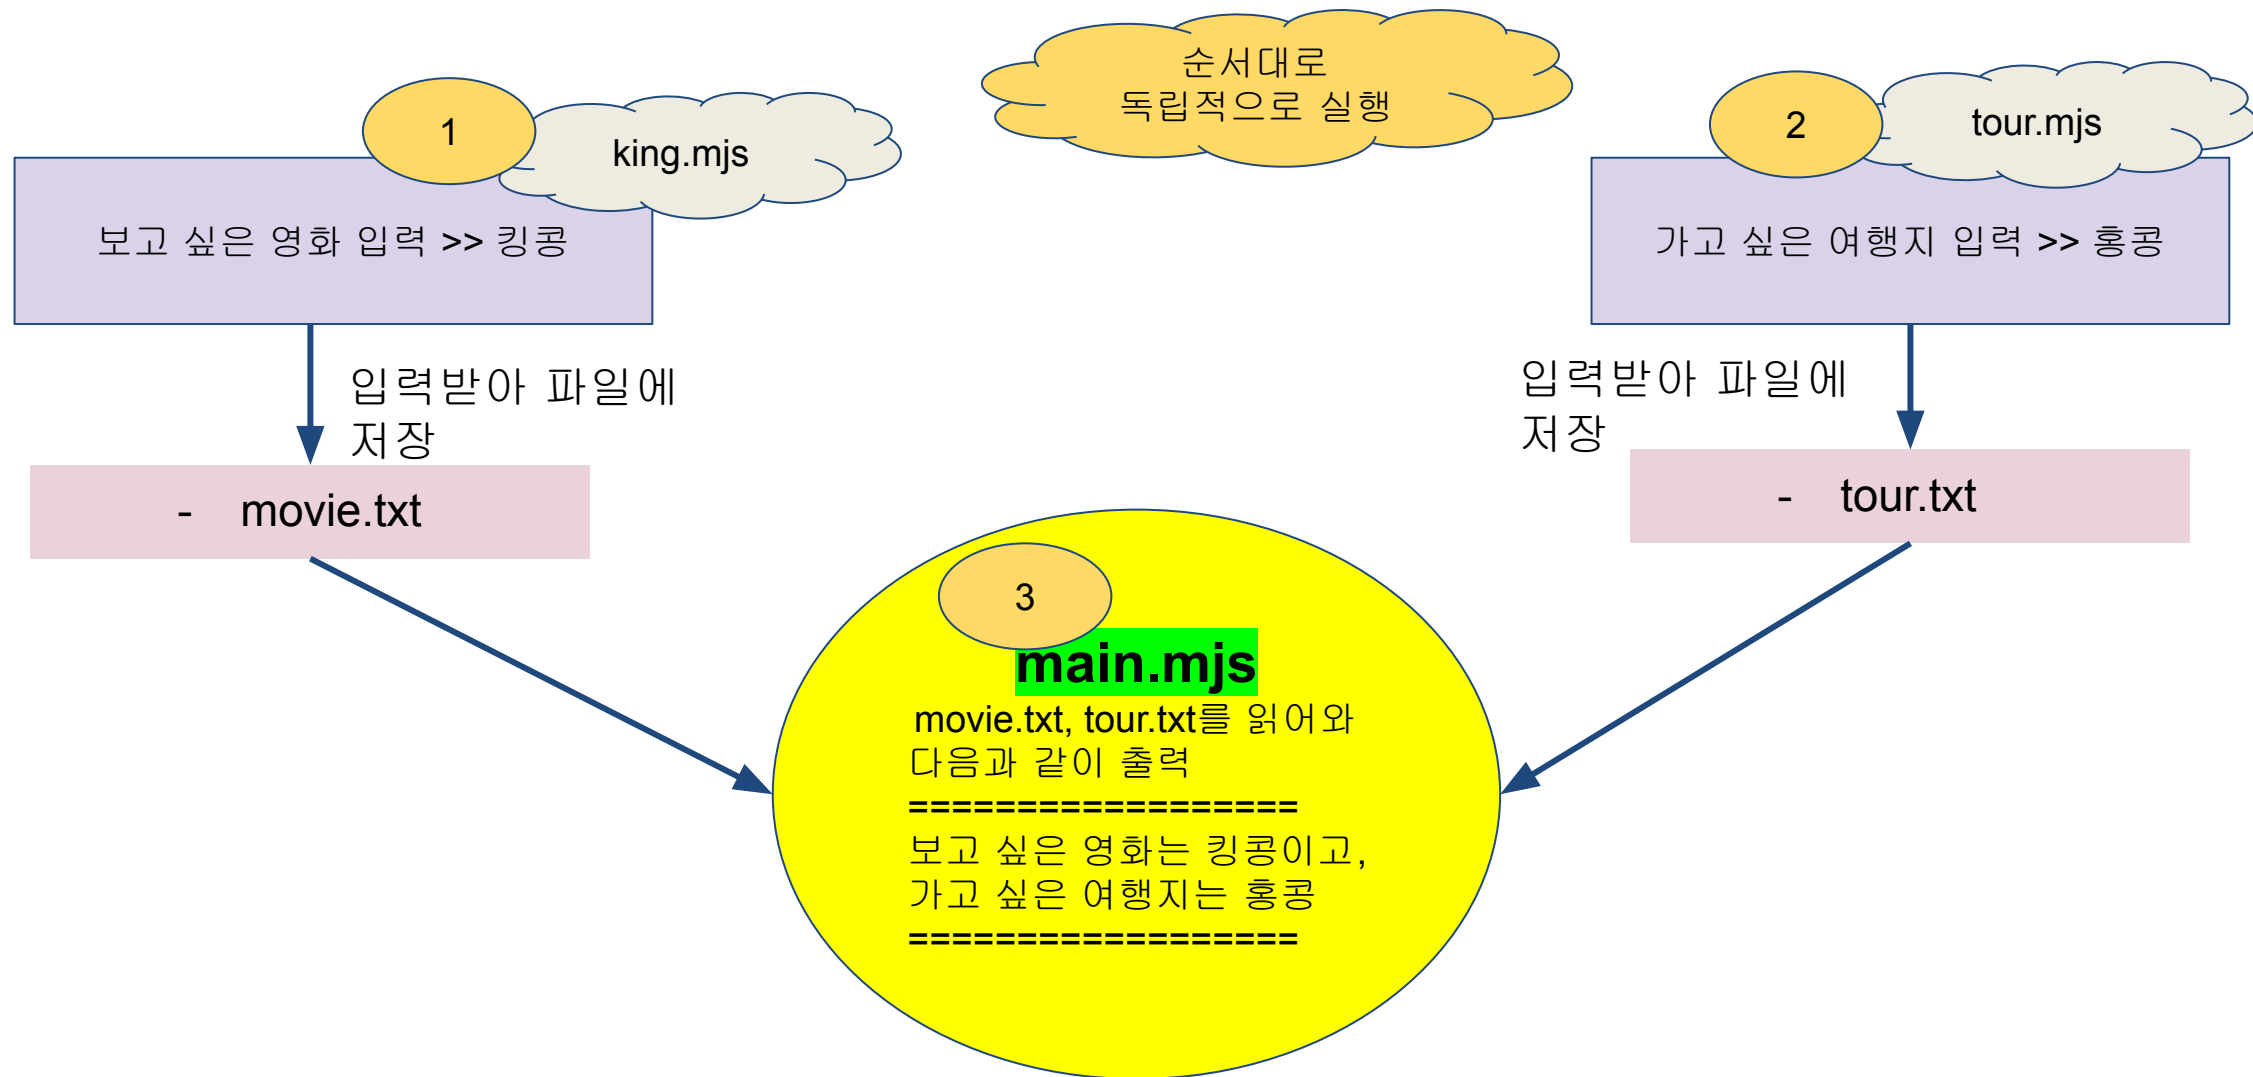 순서대로
독립적으로 실행
1
king.mjs
보고 싶은 영화 입력 >> 킹콩
입력받아 파일에
저장
- movie.txt
2
tour.mjs
가고 싶은 여행지 입력 >> 홍콩
입력받아 파일에
저장
- tour.txt
3
main.mjs
movie.txt, tour.txt를 읽어와
다음과 같이 출력
==================
보고 싶은 영화는 킹콩이고,
가고 싶은 여행지는 홍콩
==================